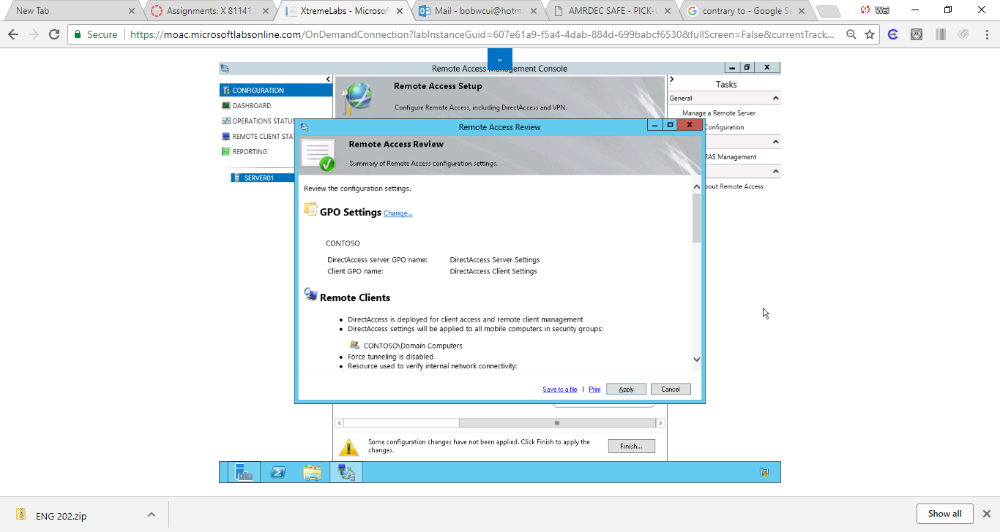 New Tab
Assignments: X 81141
XtremeLabs - Microsof
Mail - bobwcui@hotm
AMRDEC SAFE - PICK-
contrary to - Google Se
Wei
Secure
https://moac.microsoftlabsonline.com/OnDemandConnection?labInstanceGuid=607e61a9-f5a4-4dab-884d-699babcf6530&fullScreen=False&currentTrack...
Remote Access Management Console
CONFIGURATION
DASHBOARD
OPERATIONS STATUS
REMOTE CLIENT STA
REPORTING
SERVER01
Remote Access Setup
Configure Remote Access, including DirectAccess and VPN.
Tasks
General
Manage a Remote Server
Configuration
RAS Management
bout Remote Access
Remote Access Review
Remote Access Review
Summary of Remote Access configuration settings.
Review the configuration settings.
GPO Settings Change...
CONTOSO
DirectAccess server GPO name: DirectAccess Server Settings
Client GPO name: DirectAccess Client Settings
Remote Clients
• DirectAccess is deployed for client access and remote client management
• DirectAccess settings will be applied to all mobile computers in security groups:
CONTOSO\Domain Computers
• Force tunneling is disabled
• Resource used to verify internal network connectivity:
Save to a file | Print Apply Cancel
Some configuration changes have not been applied. Click Finish to apply the
changes.
Finish...
ENG 202.zip
Show all